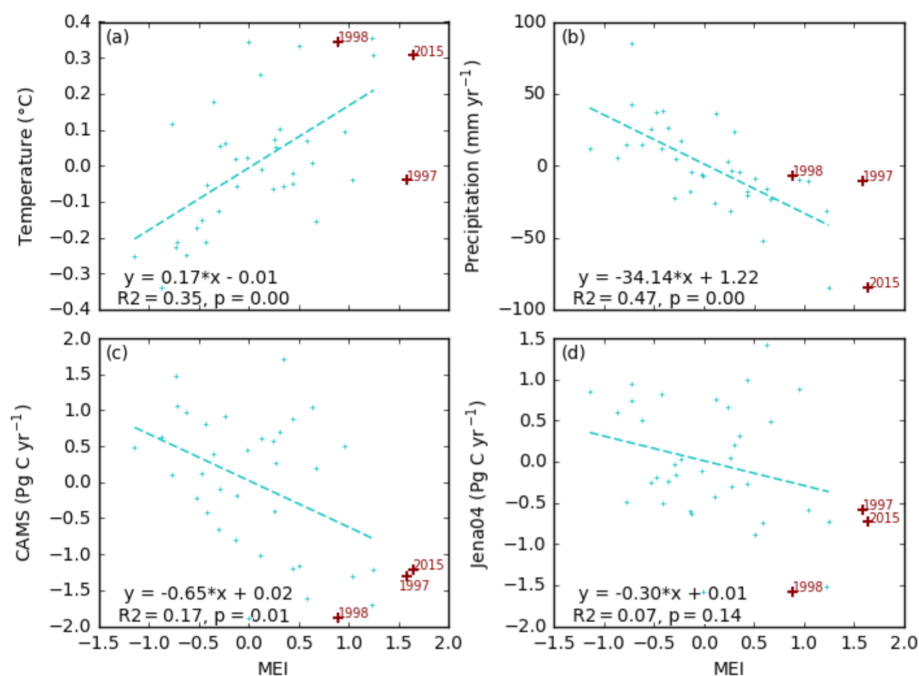 (a)
0.4
0.3
0.2
0.1
0.0
−0.1
−0.2
−0.3
−0.4
Temperature (°C)
1998
2015
1997
y = 0.17*x - 0.01
R2 = 0.35, p = 0.00
(b)
100
50
0
−50
−100
Precipitation (mm yr⁻¹)
1998
1997
2015
y = -34.14*x + 1.22
R2 = 0.47, p = 0.00
(c)
2.0
1.5
1.0
0.5
0.0
−0.5
−1.0
−1.5
−2.0
CAMS (Pg C yr⁻¹)
2015
1997
1998
y = -0.65*x + 0.02
R2 = 0.17, p = 0.01
−1.5 −1.0 −0.5 0.0 0.5 1.0 1.5 2.0
MEI
(d)
1.5
1.0
0.5
0.0
−0.5
−1.0
−1.5
−2.0
Jena04 (Pg C yr⁻¹)
1997
2015
1998
y = -0.30*x + 0.01
R2 = 0.07, p = 0.14
−1.5 −1.0 −0.5 0.0 0.5 1.0 1.5 2.0
MEI